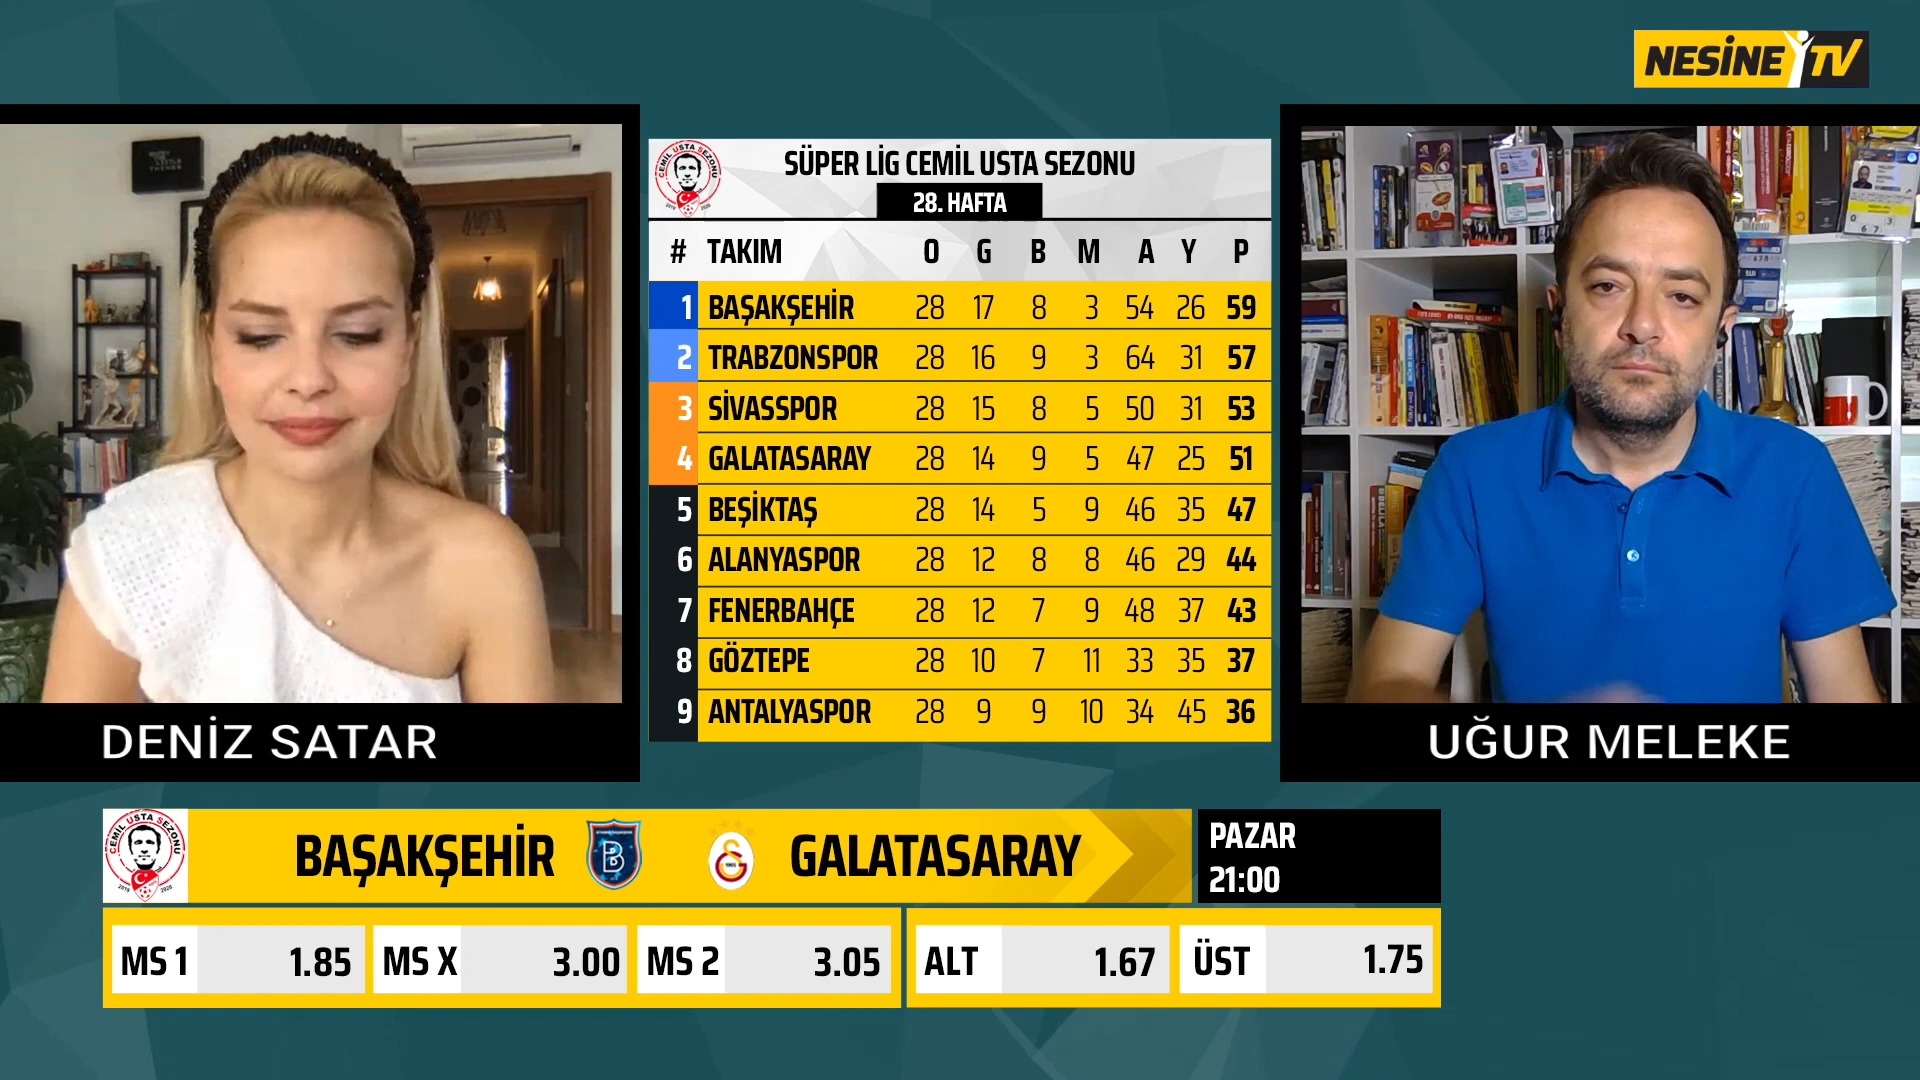 NESİNE TV
SÜPER LİG CEMİL USTA SEZONU
28. HAFTA
# TAKIM O G B M A Y P
1 BAŞAKŞEHİR 28 17 8 3 54 26 59
2 TRABZONSPOR 28 16 9 3 64 31 57
3 SİVASSPOR 28 15 8 5 50 31 53
4 GALATASARAY 28 14 9 5 47 25 51
5 BEŞİKTAŞ 28 14 5 9 46 35 47
6 ALANYASPOR 28 12 8 8 46 29 44
7 FENERBAHÇE 28 12 7 9 48 37 43
8 GÖZTEPE 28 10 7 11 33 35 37
9 ANTALYASPOR 28 9 9 10 34 45 36
DENİZ SATAR
UĞUR MELEKE
CEMİL USTA SEZONU
2019 2020
BAŞAKŞEHİR GALATASARAY
PAZAR
21:00
MS 1 1.85 MS X 3.00 MS 2 3.05 ALT 1.67 ÜST 1.75